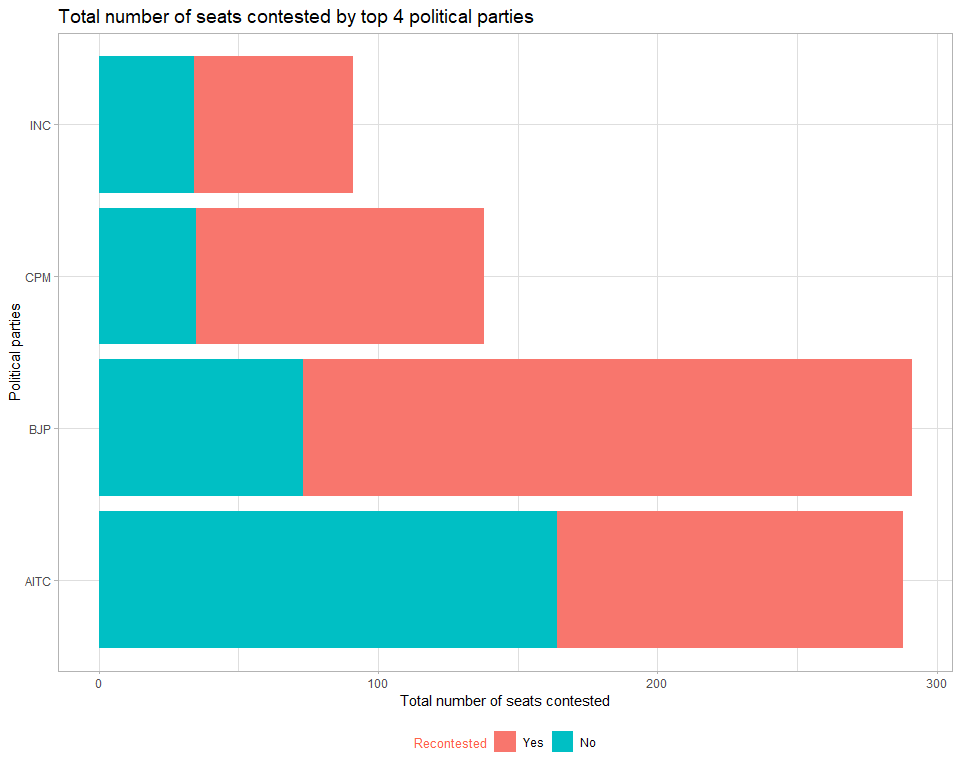 Total number of seats contested by top 4 political parties
Political parties
INC
CPM
BJP
AITC
0 100 200 300
Total number of seats contested
Recontested Yes No